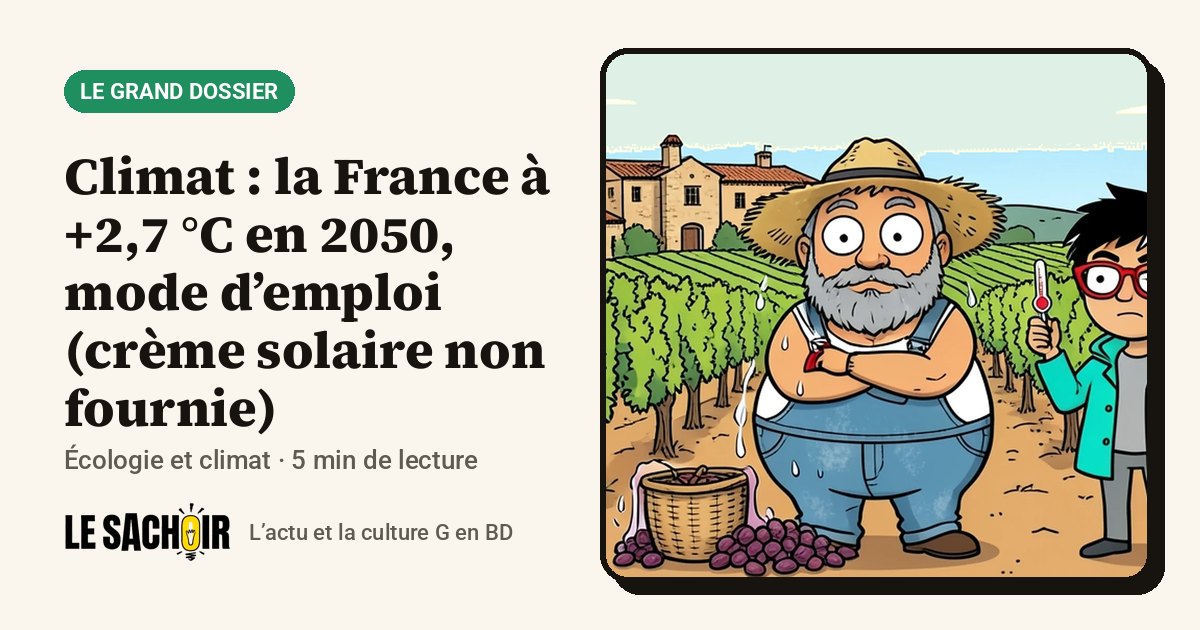 LE GRAND DOSSIER
Climat : la France à
+2,7 °C en 2050,
mode d’emploi
(crème solaire non
fournie)
Écologie et climat · 5 min de lecture
LE SACHOIR
L’actu et la culture G en BD